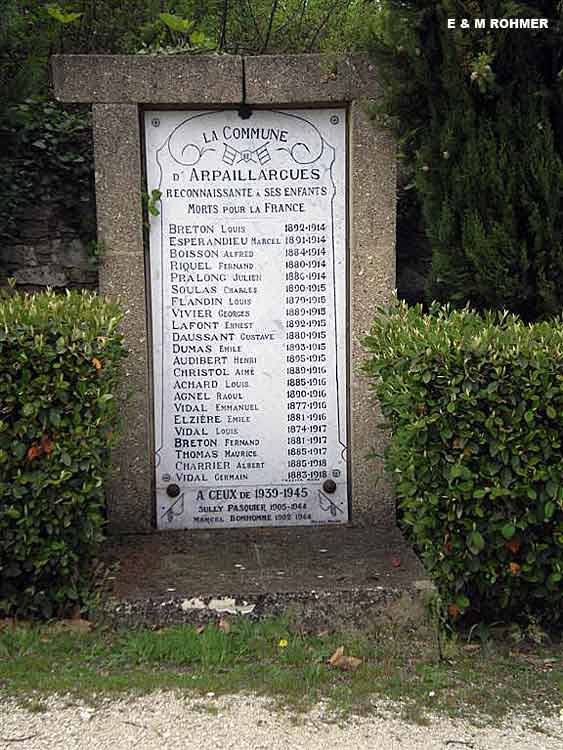 E & M ROHMER
LA COMMUNE
D'ARPAILLARGUES
RECONNAISSANTE A SES ENFANTS
MORTS POUR LA FRANCE
BRETON LOUIS 1892-1914
ESPERANDIEU MARCEL 1891-1914
BOISSON ALFRED 1884-1914
RIQUEL FERNAND 1880-1914
PRALONG JULIEN 1886-1914
SOULAS CHARLES 1890-1915
FLANDIN LOUIS 1879-1915
VIVIER GEORGES 1889-1915
LAFONT ERNEST 1892-1915
DAUSSANT GUSTAVE 1880-1915
DUMAS EMILE 1893-1915
AUDIBERT HENRI 1895-1915
CHRISTOL AIMÉ 1889-1916
ACHARD LOUIS 1885-1916
AGNEL RAOUL 1890-1916
VIDAL EMMANUEL 1877-1916
ELZIÈRE EMILE 1881-1916
VIDAL LOUIS 1874-1917
BRETON FERNAND 1881-1917
THOMAS MAURICE 1885-1917
CHARRIER ALBERT 1885-1918
VIDAL GERMAIN 1883-1918
A CEUX DE 1939-1945
SULLY PASQUIER 1905-1944
MARCEL BONHOMME 1902 1944